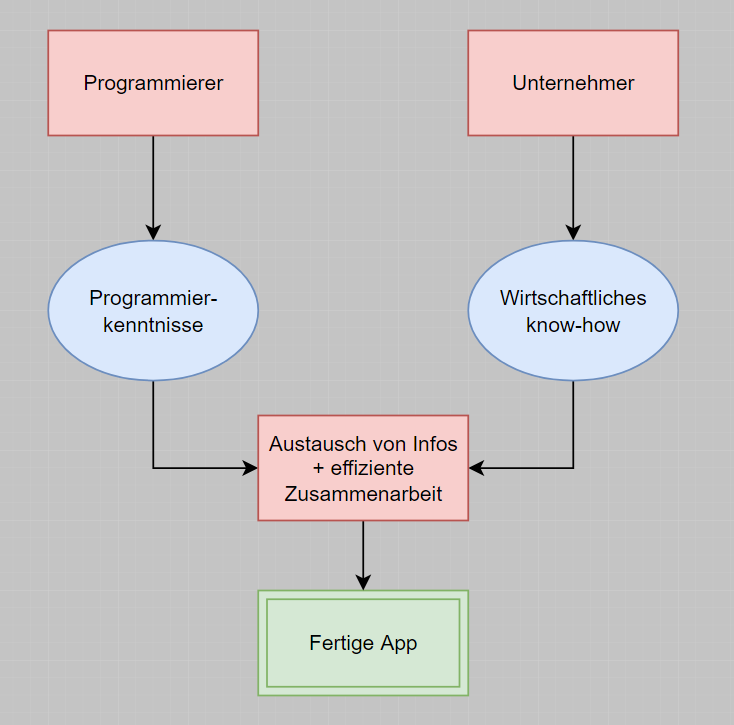 Programmierer
Unternehmer
Programmier-
kenntnisse
Wirtschaftliches
know-how
Austausch von Infos
+ effiziente
Zusammenarbeit
Fertige App